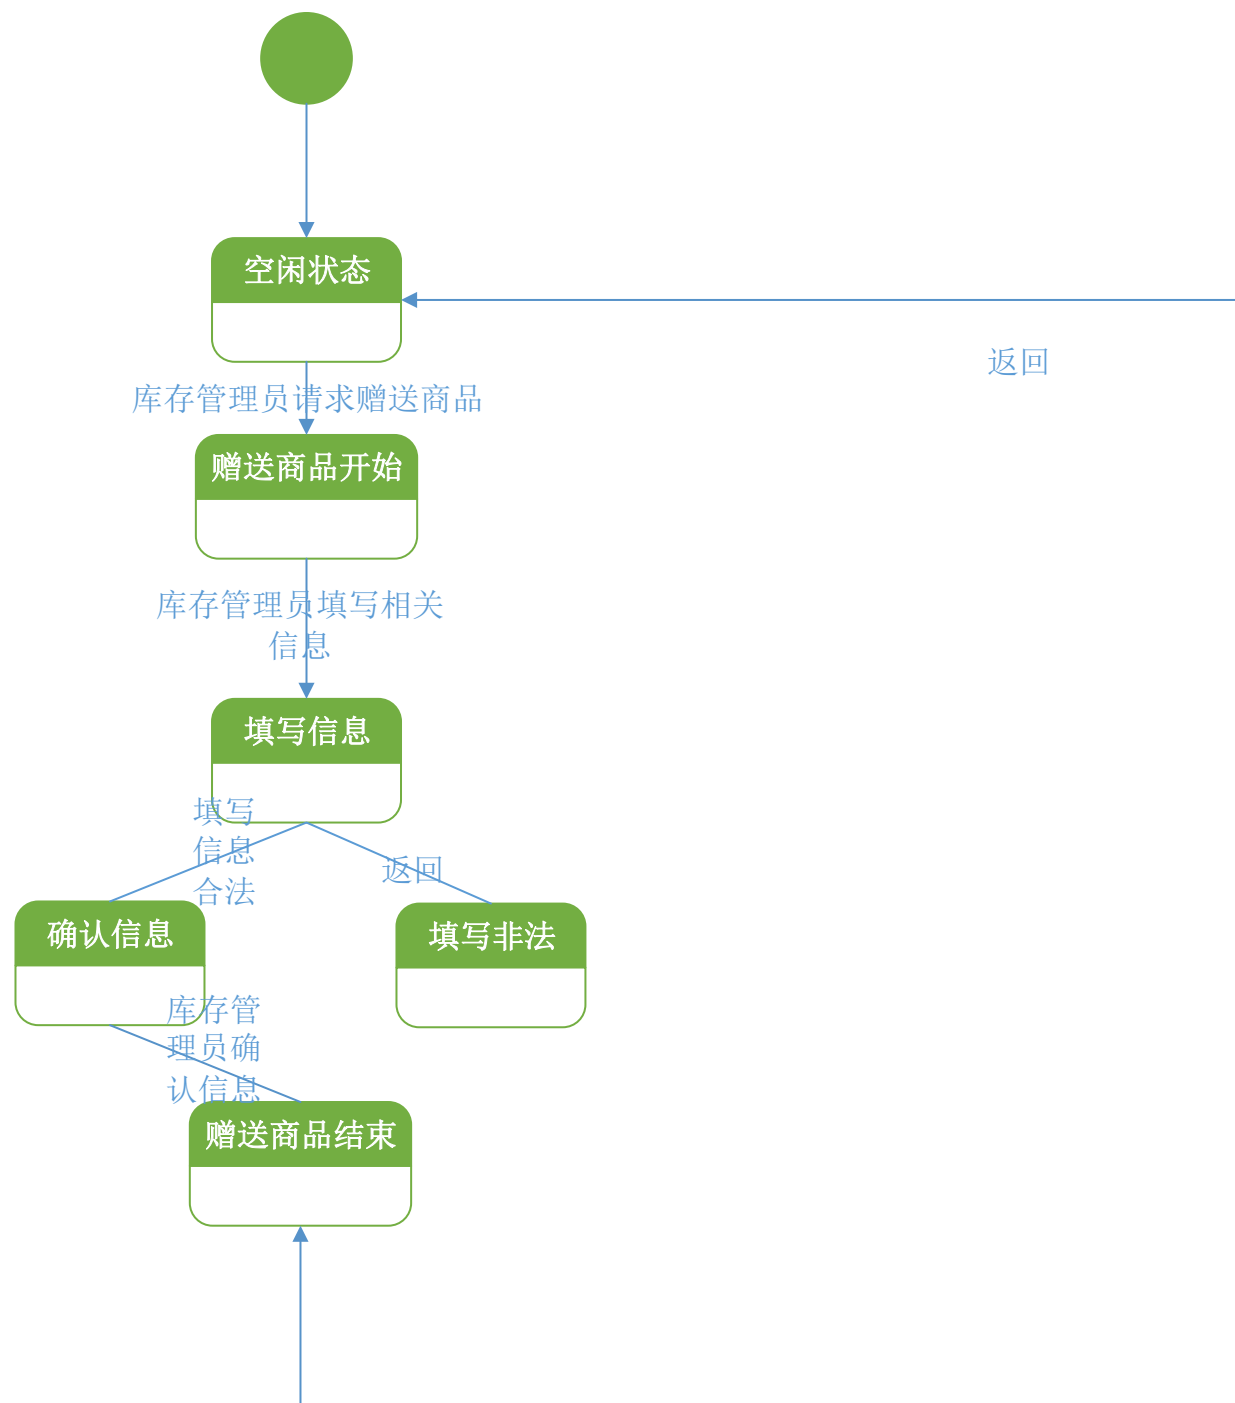 空闲状态
返回
库存管理员请求赠送商品
赠送商品开始
库存管理员填写相关
信息
填写信息
填写
信息
合法
返回
确认信息
填写非法
库存管
理员确
认信息
赠送商品结束